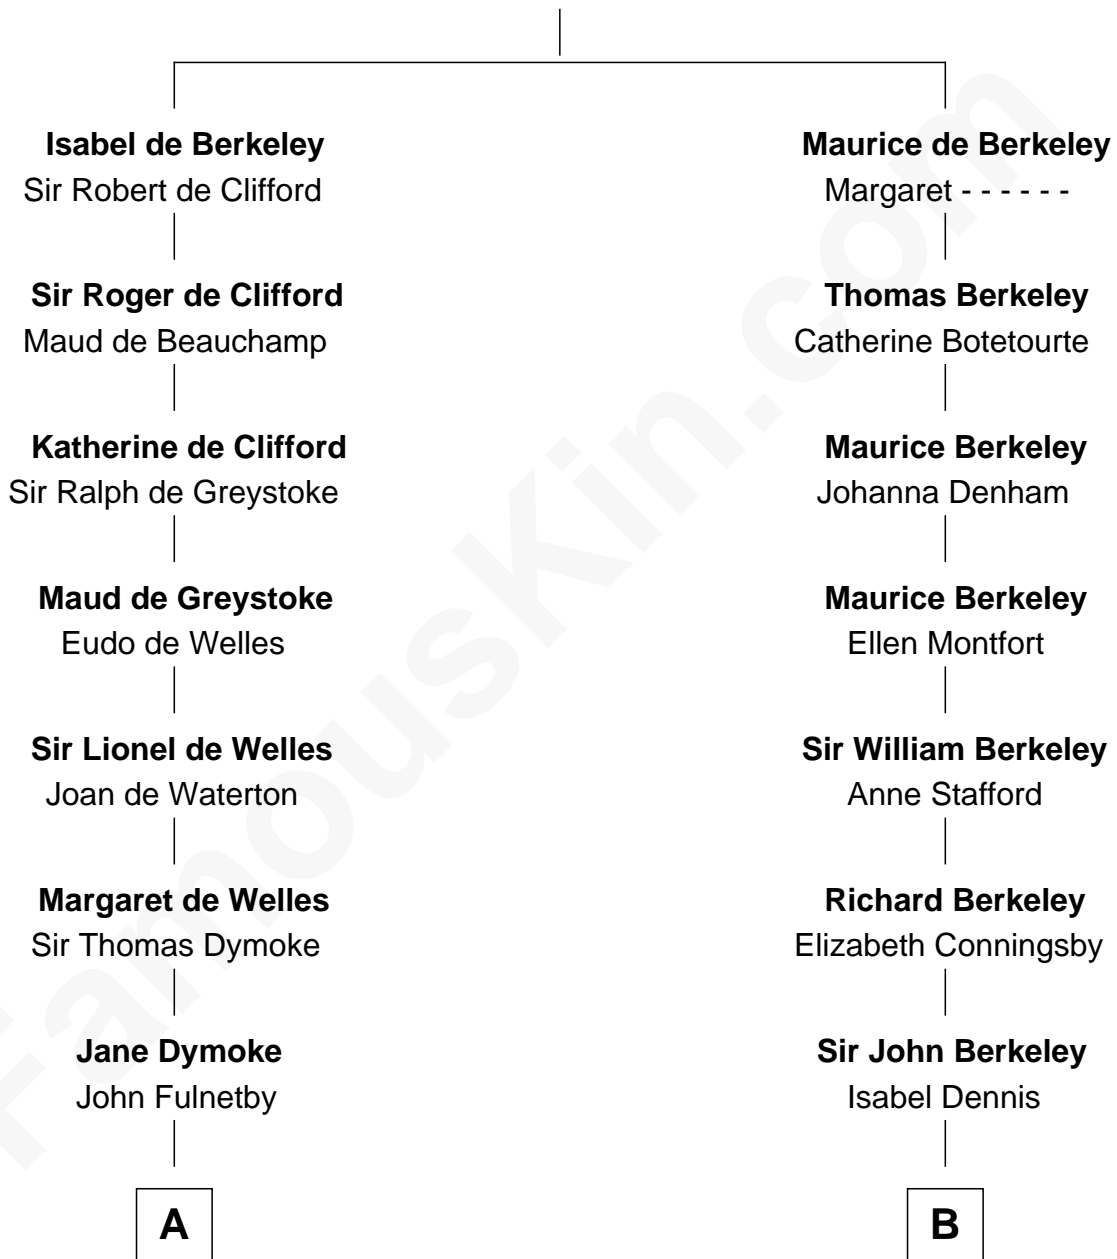 Isabel de Berkeley
Sir Robert de Clifford
Sir Roger de Clifford
Maud de Beauchamp
Katherine de Clifford
Sir Ralph de Greystoke
Maud de Greystoke
Eudo de Welles
Sir Lionel de Welles
Joan de Waterton
Margaret de Welles
Sir Thomas Dymoke
Jane Dymoke
John Fulnetby
A
Maurice de Berkeley
Margaret - - - - - -
Thomas Berkeley
Catherine Botetourte
Maurice Berkeley
Johanna Denham
Maurice Berkeley
Ellen Montfort
Sir William Berkeley
Anne Stafford
Richard Berkeley
Elizabeth Conningsby
Sir John Berkeley
Isabel Dennis
B
FamousKin.com